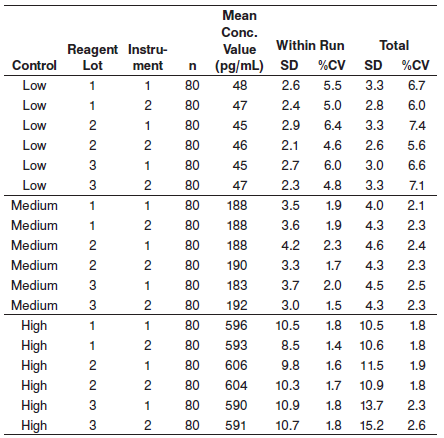 Mean
Conc.
Reagent Instru- Value Within Run Total
Control Lot ment n (pg/mL) SD %CV SD %CV
Low 1 1 80 48 2.6 5.5 3.3 6.7
Low 1 2 80 47 2.4 5.0 2.8 6.0
Low 2 1 80 45 2.9 6.4 3.3 7.4
Low 2 2 80 46 2.1 4.6 2.6 5.6
Low 3 1 80 45 2.7 6.0 3.0 6.6
Low 3 2 80 47 2.3 4.8 3.3 7.1
Medium 1 1 80 188 3.5 1.9 4.0 2.1
Medium 1 2 80 188 3.6 1.9 4.3 2.3
Medium 2 1 80 188 4.2 2.3 4.6 2.4
Medium 2 2 80 190 3.3 1.7 4.3 2.3
Medium 3 1 80 183 3.7 2.0 4.5 2.5
Medium 3 2 80 192 3.0 1.5 4.3 2.3
High 1 1 80 596 10.5 1.8 10.5 1.8
High 1 2 80 593 8.5 1.4 10.6 1.8
High 2 1 80 606 9.8 1.6 11.5 1.9
High 2 2 80 604 10.3 1.7 10.9 1.8
High 3 1 80 590 10.9 1.8 13.7 2.3
High 3 2 80 591 10.7 1.8 15.2 2.6